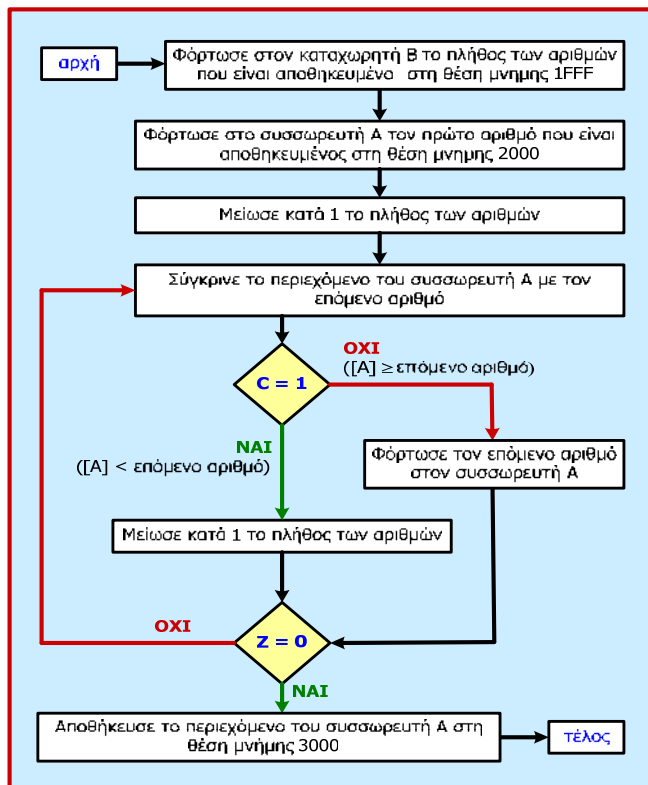 αρχή
Φόρτωσε στον καταχωρητή Β το πλήθος των αριθμών
που είναι αποθηκευμένο στη θέση μνημης 1FFF
Φόρτωσε στο συσσωρευτή Α τον πρώτο αριθμό που είναι
αποθηκευμένος στη θέση μνημης 2000
Μείωσε κατά 1 το πλήθος των αριθμών
Σύγκρινε το περιεχόμενο του συσσωρευτή Α με τον
επόμενο αριθμό
C = 1
ΟΧΙ
([A] ≥ επόμενο αριθμό)
ΝΑΙ
([A] < επόμενο αριθμό)
Φόρτωσε τον επόμενο αριθμό
στον συσσωρευτή Α
Μείωσε κατά 1 το πλήθος των αριθμών
ΟΧΙ
Z = 0
ΝΑΙ
Αποθήκευσε το περιεχόμενο του συσσωρευτή Α στη
θέση μνήμης 3000
τέλος